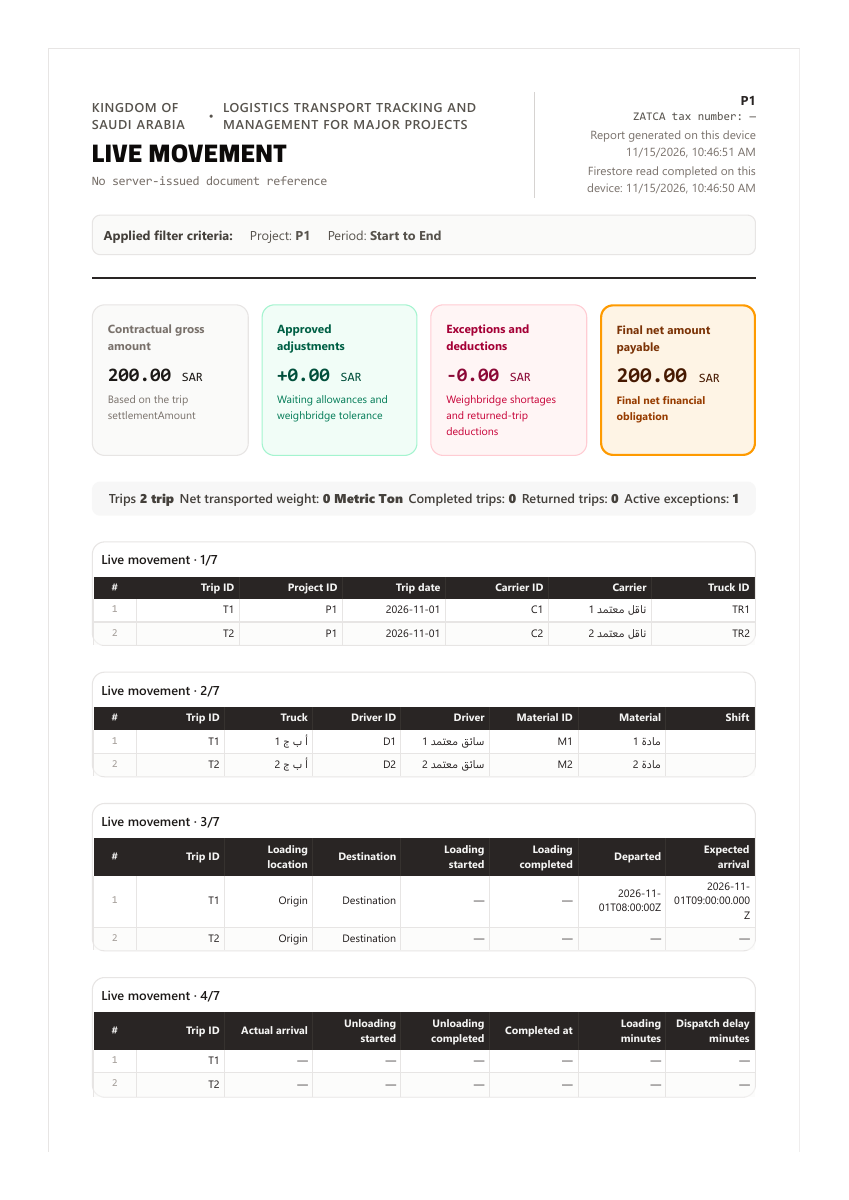 KINGDOM OF SAUDI ARABIA • LOGISTICS TRANSPORT TRACKING AND MANAGEMENT FOR MAJOR PROJECTS
LIVE MOVEMENT
No server-issued document reference
P1
ZATCA tax number: —
Report generated on this device
11/15/2026, 10:46:51 AM
Firestore read completed on this
device: 11/15/2026, 10:46:50 AM
Applied filter criteria: Project: P1 Period: Start to End
Contractual gross
amount
200.00 SAR
Based on the trip
settlementAmount
Approved
adjustments
+0.00 SAR
Waiting allowances and
weighbridge tolerance
Exceptions and
deductions
-0.00 SAR
Weighbridge shortages
and returned-trip
deductions
Final net amount
payable
200.00 SAR
Final net financial
obligation
Trips 2 trip Net transported weight: 0 Metric Ton Completed trips: 0 Returned trips: 0 Active exceptions: 1
Live movement · 1/7
# Trip ID Project ID Trip date Carrier ID Carrier Truck ID
1 T1 P1 2026-11-01 C1 ناقل معتمد 1 TR1
2 T2 P1 2026-11-01 C2 ناقل معتمد 2 TR2
Live movement · 2/7
# Trip ID Truck Driver ID Driver Material ID Material Shift
1 T1 أ ب ج 1 D1 سائق معتمد 1 M1 مادة 1
2 T2 أ ب ج 2 D2 سائق معتمد 2 M2 مادة 2
Live movement · 3/7
# Trip ID Loading location Destination Loading started Loading completed Departed Expected arrival
1 T1 Origin Destination — — 2026-11-01T08:00:00Z 2026-11-01T09:00:00.000Z
2 T2 Origin Destination — — — —
Live movement · 4/7
# Trip ID Actual arrival Unloading started Unloading completed Completed at Loading minutes Dispatch delay minutes
1 T1 — — — — — —
2 T2 — — — — — —